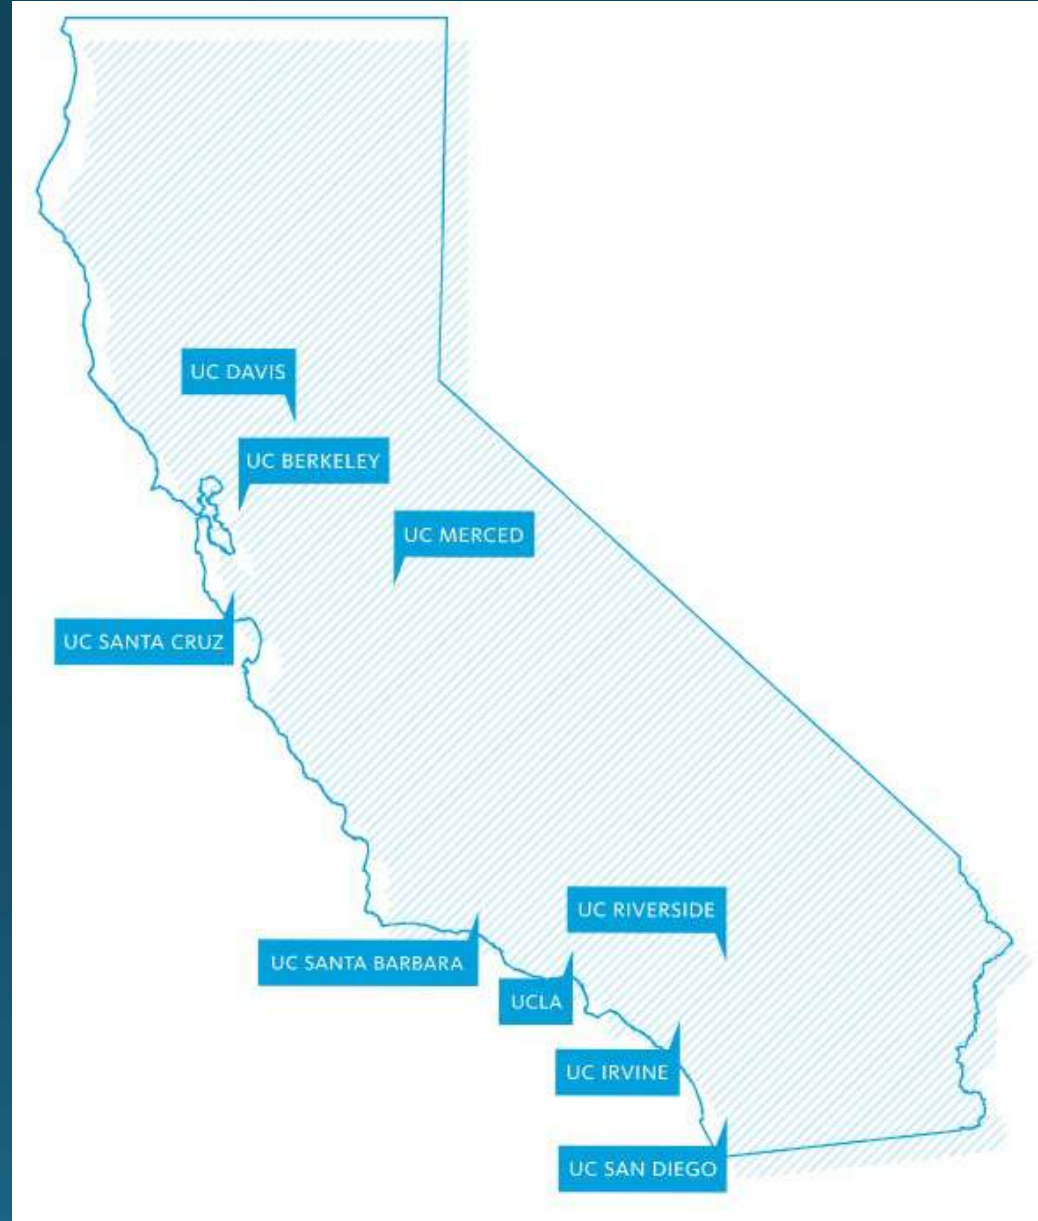 UC DAVIS
UC BERKELEY
UC MERCED
UC SANTA CRUZ
UC RIVERSIDE
UC SANTA BARBARA
UCLA
UC IRVINE
UC SAN DIEGO